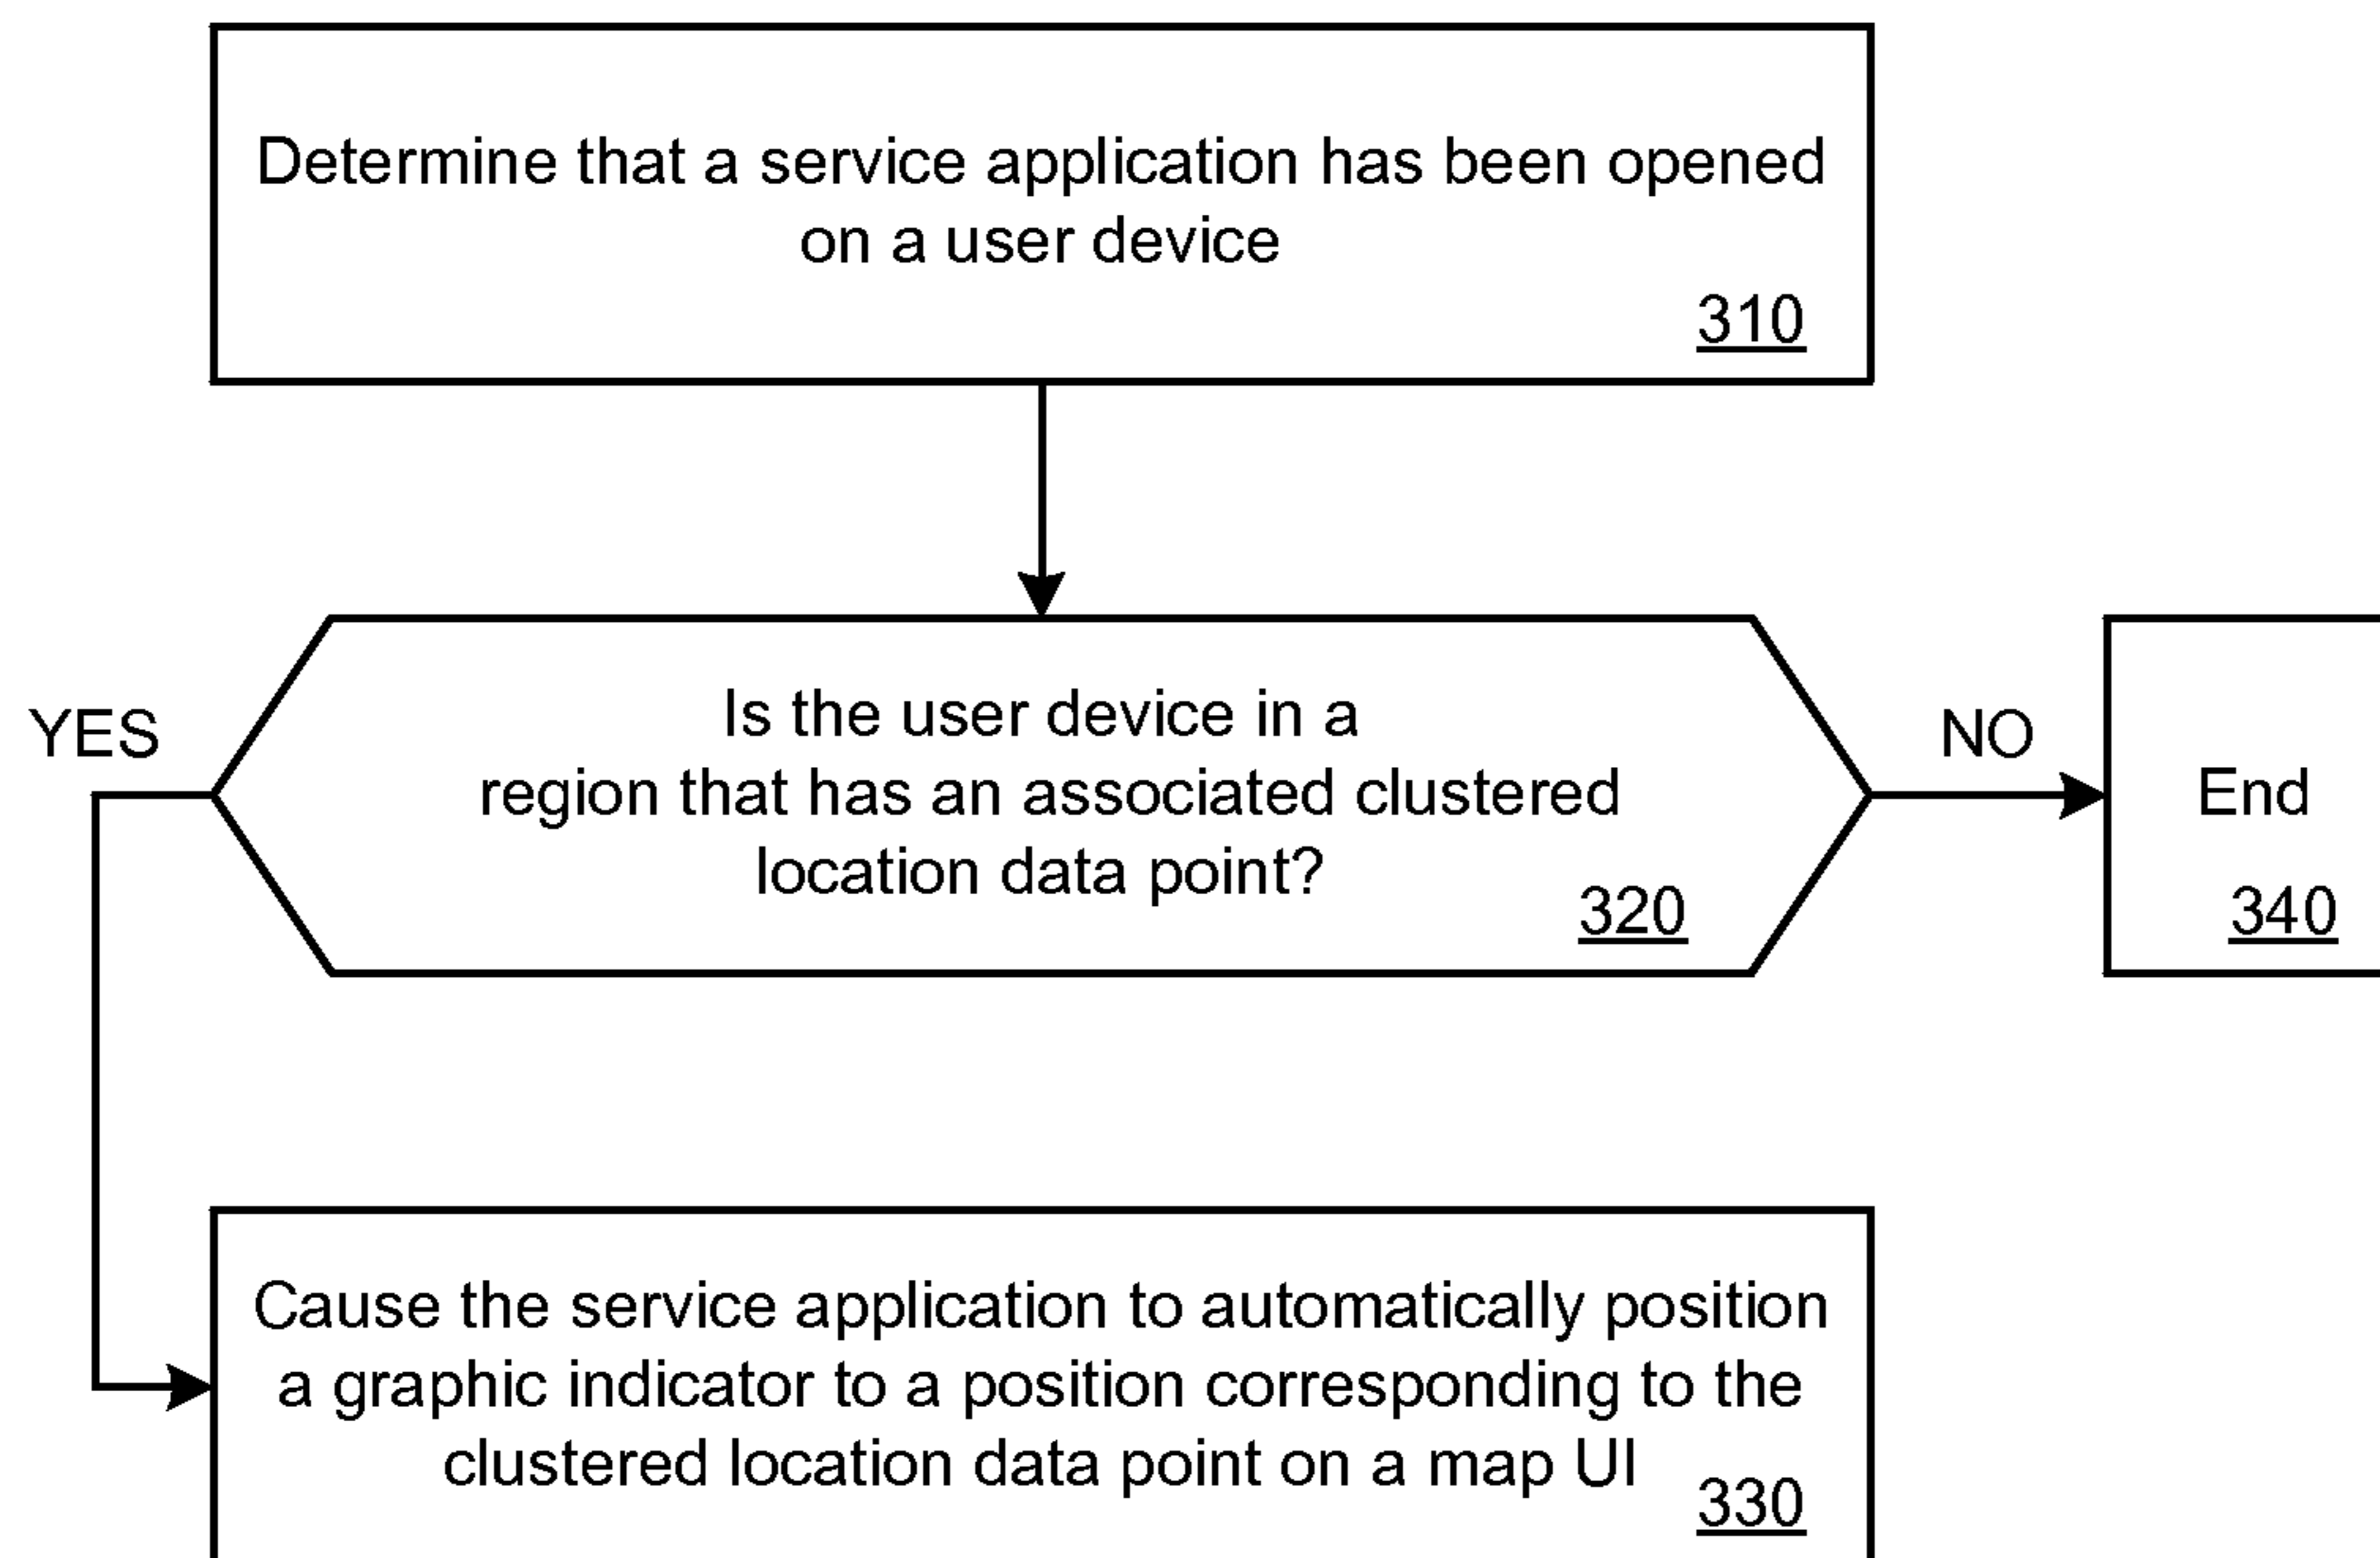 Determine that a service application has been opened
on a user device
310
Is the user device in a
region that has an associated clustered
location data point?
320
YES
NO
End
340
Cause the service application to automatically position
a graphic indicator to a position corresponding to the
clustered location data point on a map UI
330